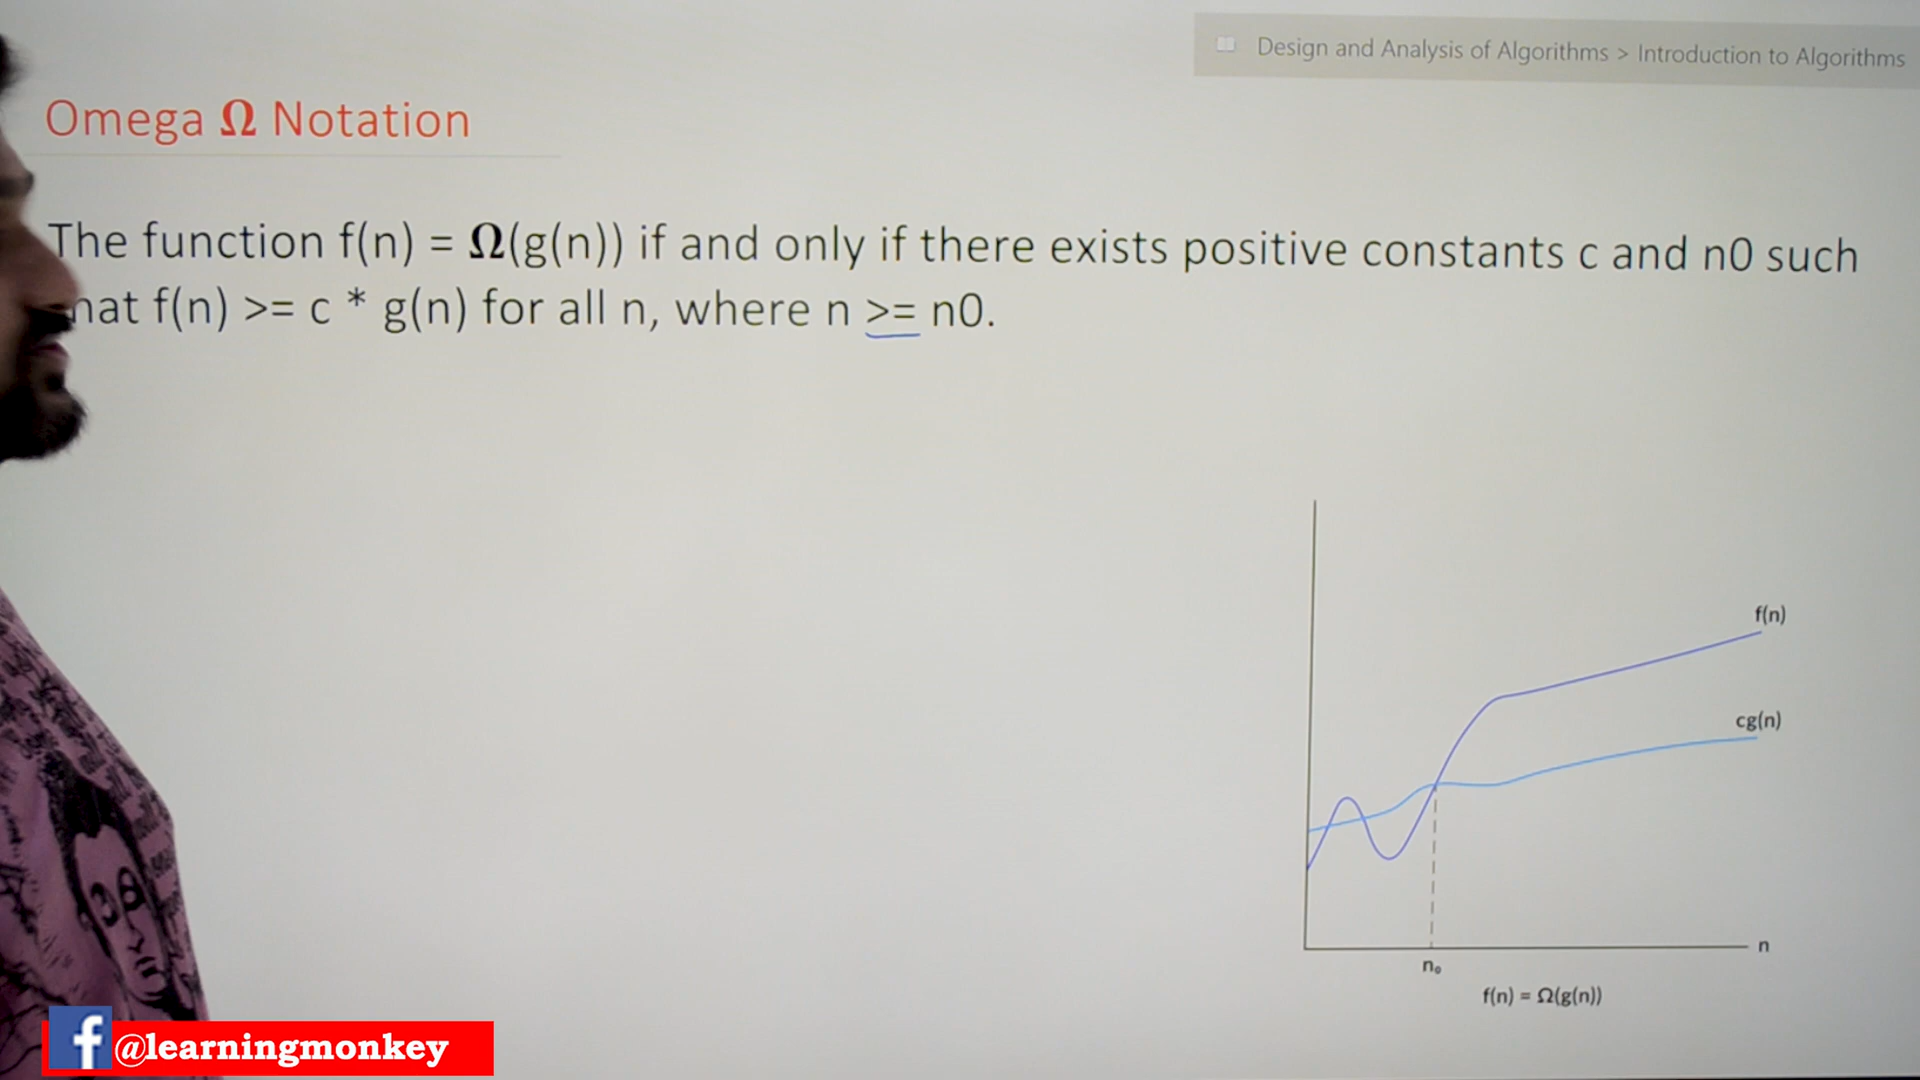 Design and Analysis of Algorithms > Introduction to Algorithms
Omega Ω Notation
The function f(n) = Ω(g(n)) if and only if there exists positive constants c and n0 such
hat f(n) >= c * g(n) for all n, where n >= n0.
f(n)
cg(n)
n
n₀
f(n) = Ω(g(n))
f @learningmonkey